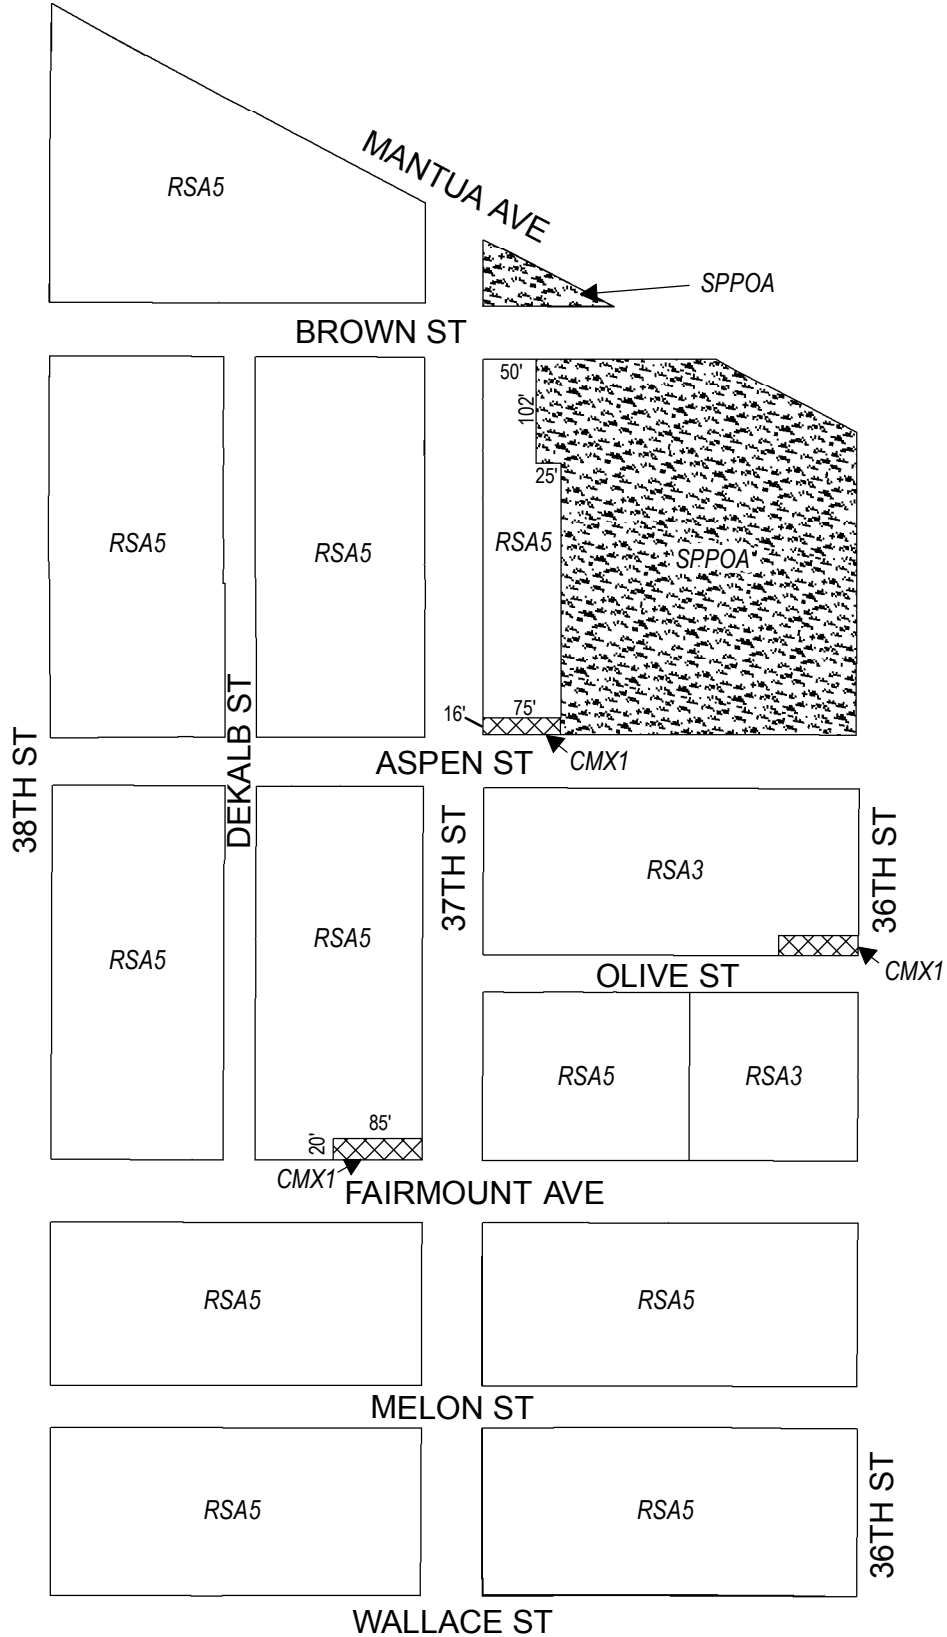 RSA5
MANTUA AVE
SPPOA
BROWN ST
50'
102'
25'
RSA5
RSA5
RSA5
SPPOA
16'
75'
CMX1
ASPEN ST
38TH ST
DEKALB ST
37TH ST
36TH ST
RSA3
RSA5
RSA5
CMX1
OLIVE ST
RSA5
RSA3
85'
20'
CMX1
FAIRMOUNT AVE
RSA5
RSA5
MELON ST
RSA5
RSA5
36TH ST
WALLACE ST